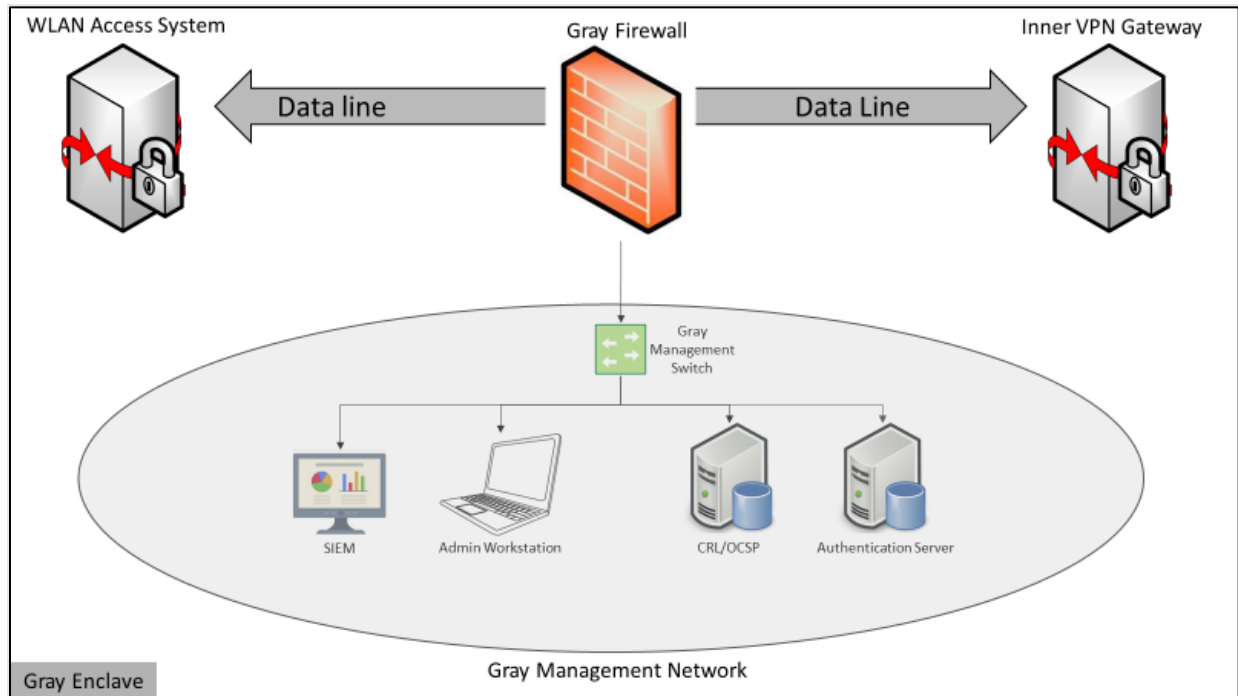 WLAN Access System
Gray Firewall
Inner VPN Gateway
Data line
Data Line
Gray
Management
Switch
SIEM
Admin Workstation
CRL/OCSP
Authentication Server
Gray Management Network
Gray Enclave